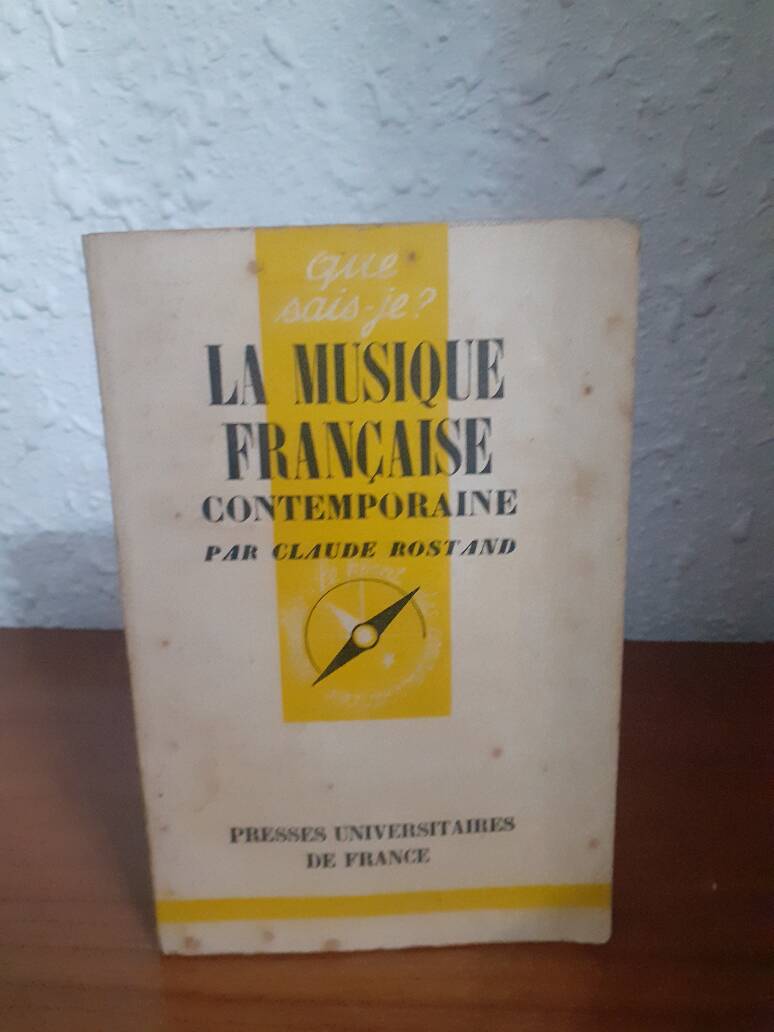 que
sais-je?
LA MUSIQUE
FRANÇAISE
CONTEMPORAINE
PAR CLAUDE ROSTAND
PRESSES UNIVERSITAIRES
DE FRANCE